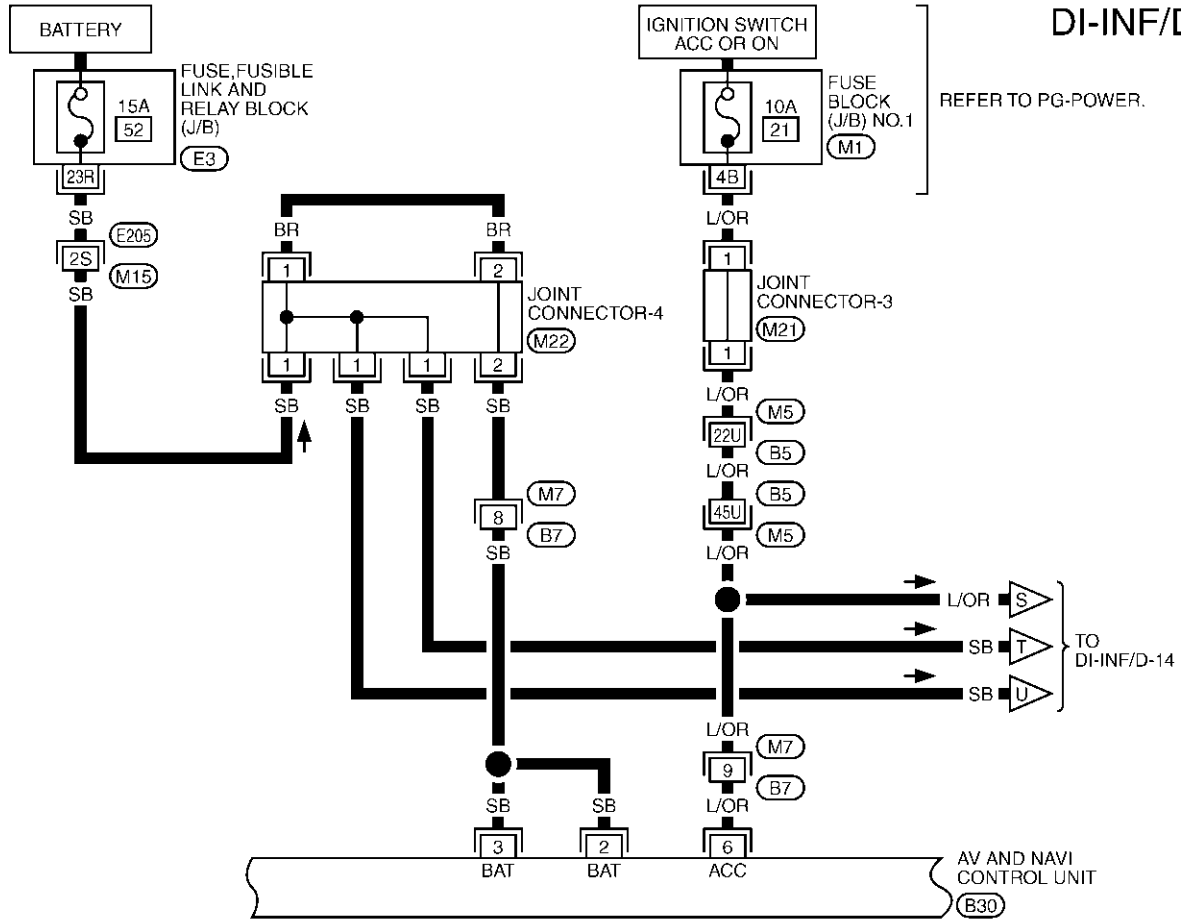 DI-INF/D
BATTERY
IGNITION SWITCH
ACC OR ON
FUSE,FUSIBLE
LINK AND
RELAY BLOCK
(J/B)
15A
52
E3
FUSE
BLOCK
(J/B) NO.1
10A
21
M1
REFER TO PG-POWER.
23R
4B
SB
L/OR
E205
2S
M15
SB
BR
BR
1
2
JOINT
CONNECTOR-4
M22
1
1
1
2
SB
SB
SB
SB
1
JOINT
CONNECTOR-3
M21
1
L/OR
M5
22U
B5
L/OR
B5
45U
M5
L/OR
M7
8
B7
SB
L/OR
S
SB
T
SB
U
TO
DI-INF/D-14
L/OR
M7
9
B7
SB
SB
L/OR
3
2
6
BAT
BAT
ACC
AV AND NAVI
CONTROL UNIT
B30